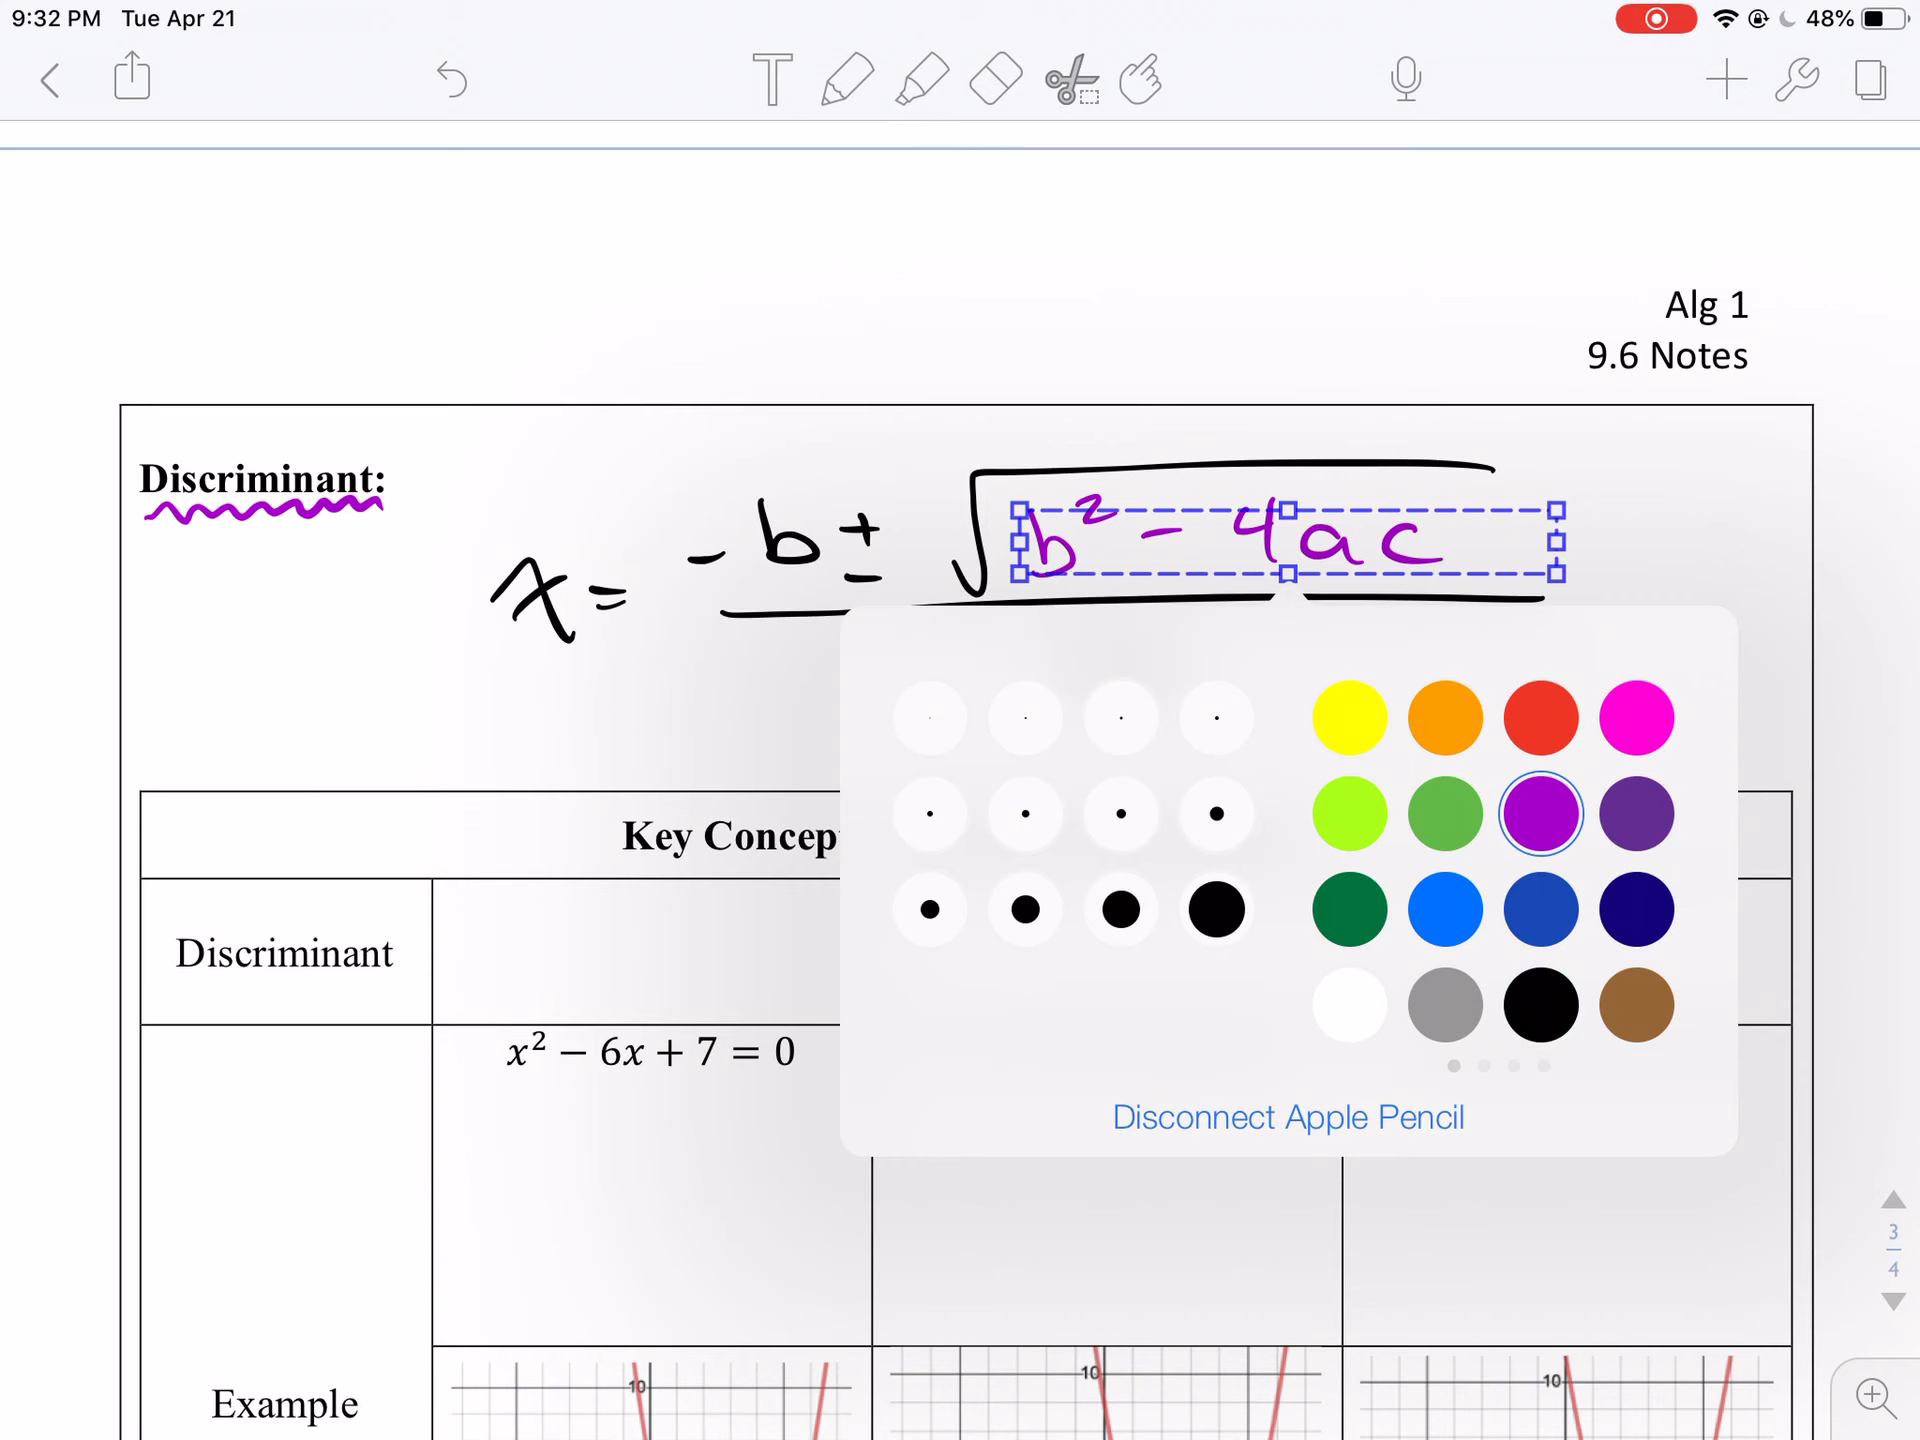 9:32 PM Tue Apr 21 48%
T
Alg 1
9.6 Notes
Discriminant:
x = -b ± √b² - 4ac
Key Concep
Discriminant
x² − 6x + 7 = 0
Disconnect Apple Pencil
3
4
10 10 10
Example